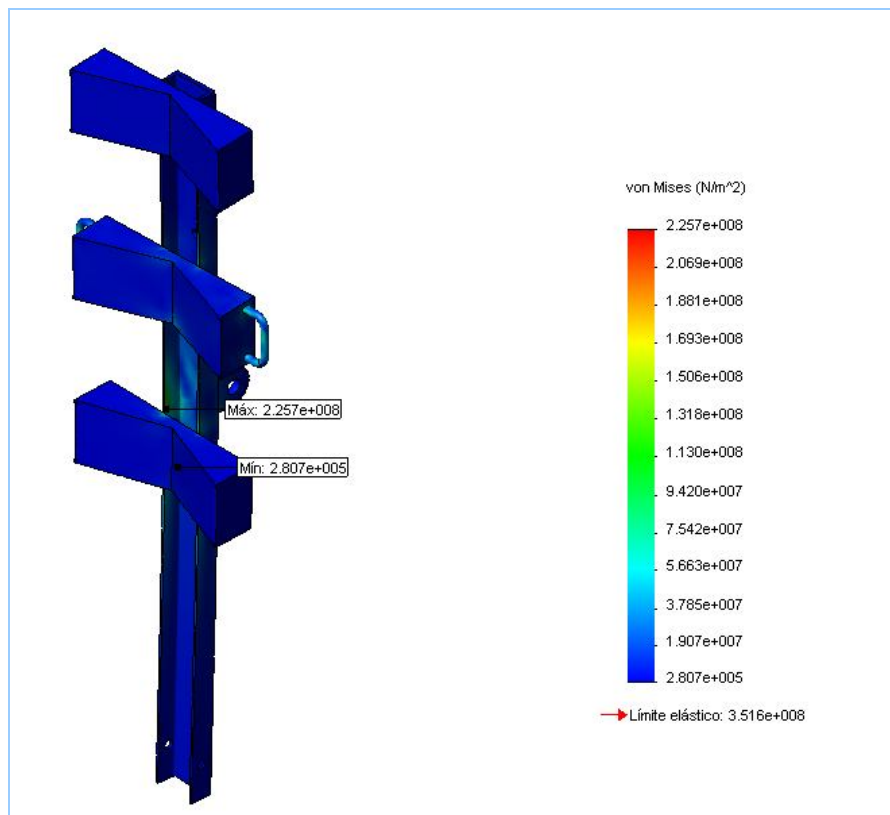 von Mises (N/m^2)
2.257e+008
2.069e+008
1.881e+008
1.693e+008
1.506e+008
1.318e+008
1.130e+008
9.420e+007
7.542e+007
5.663e+007
3.785e+007
1.907e+007
2.807e+005
Límite elástico: 3.516e+008
Máx: 2.257e+008
Mín: 2.807e+005